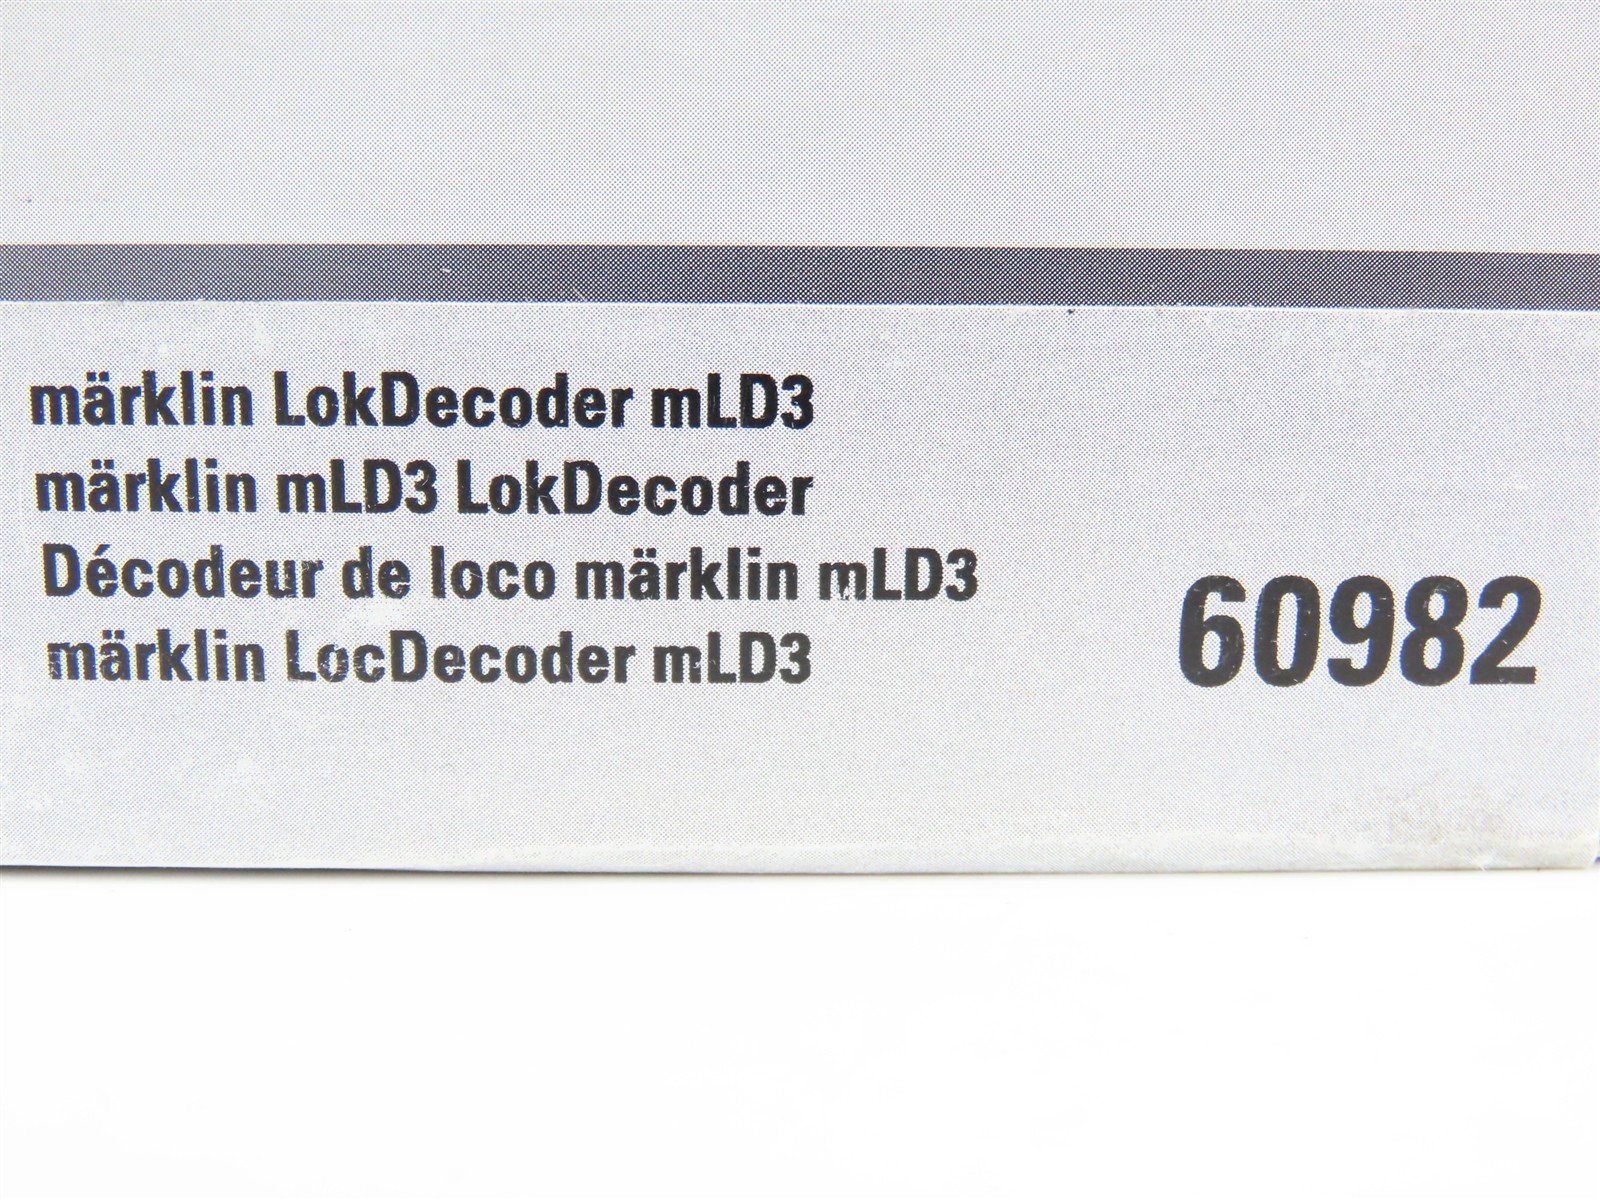 märklin LokDecoder mLD3
märklin mLD3 LokDecoder
Décodeur de loco märklin mLD3
märklin LocDecoder mLD3
60982